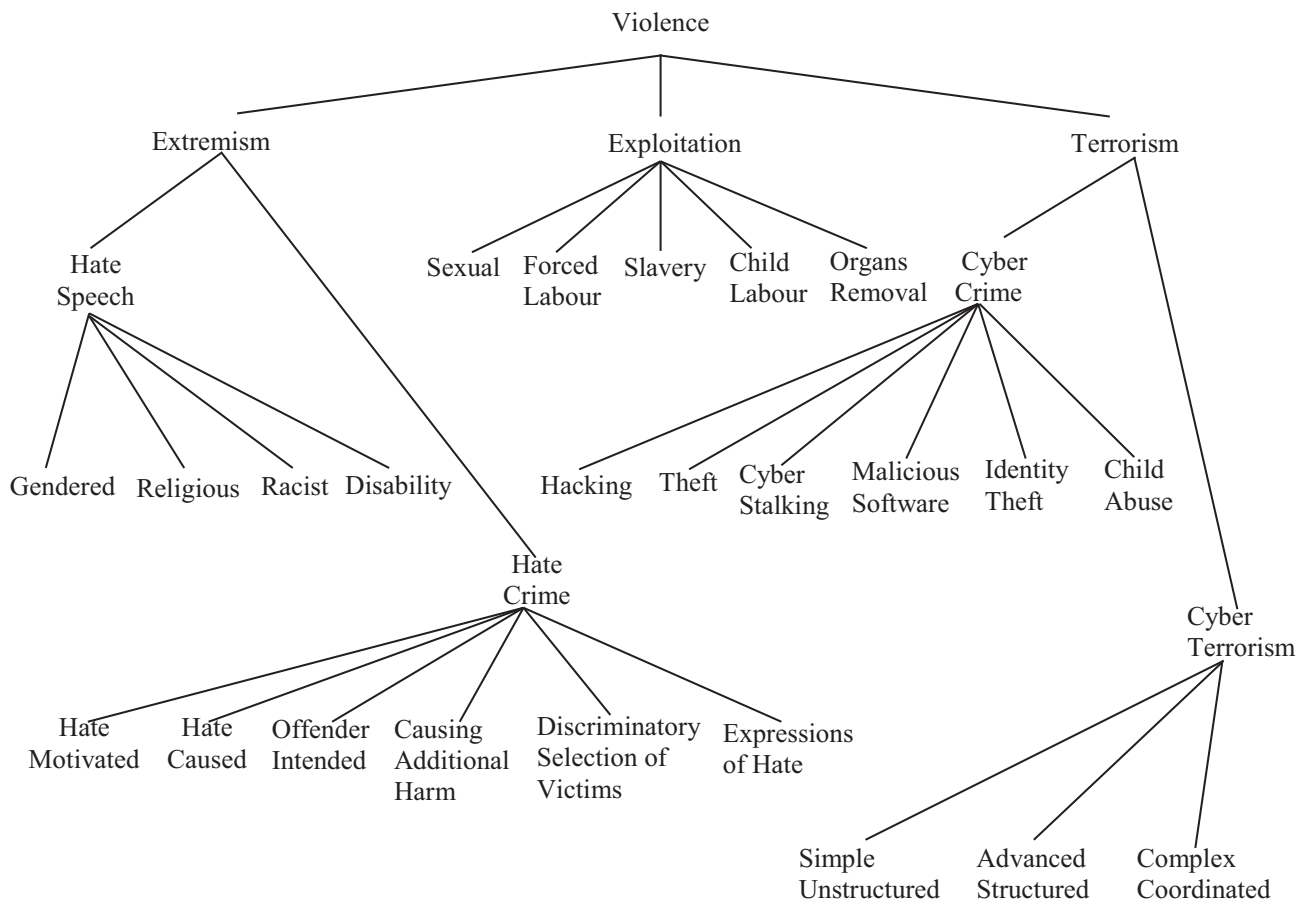 Violence
Extremism
Exploitation
Terrorism
Hate
Speech
Sexual
Forced
Labour
Slavery
Child
Labour
Organs
Removal
Cyber
Crime
Gendered
Religious
Racist
Disability
Hacking
Theft
Cyber
Stalking
Malicious
Software
Identity
Theft
Child
Abuse
Hate
Crime
Cyber
Terrorism
Hate
Motivated
Hate
Caused
Offender
Intended
Causing
Additional
Harm
Discriminatory
Selection of
Victims
Expressions
of Hate
Simple
Unstructured
Advanced
Structured
Complex
Coordinated